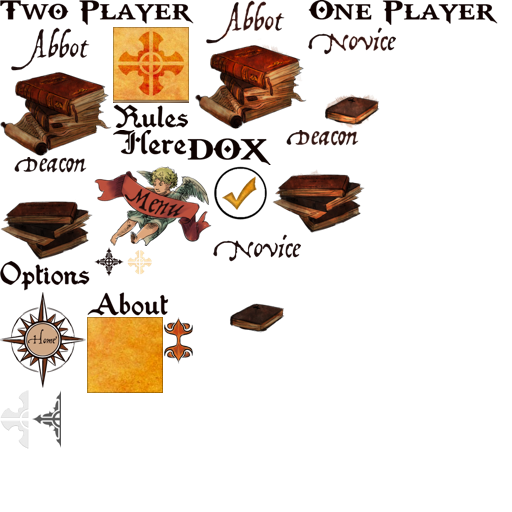 Two Player
Abbot
Abbot
One Player
Novice
Rules
Here
DOX
Deacon
Deacon
Menu
Novice
Options
About
Home